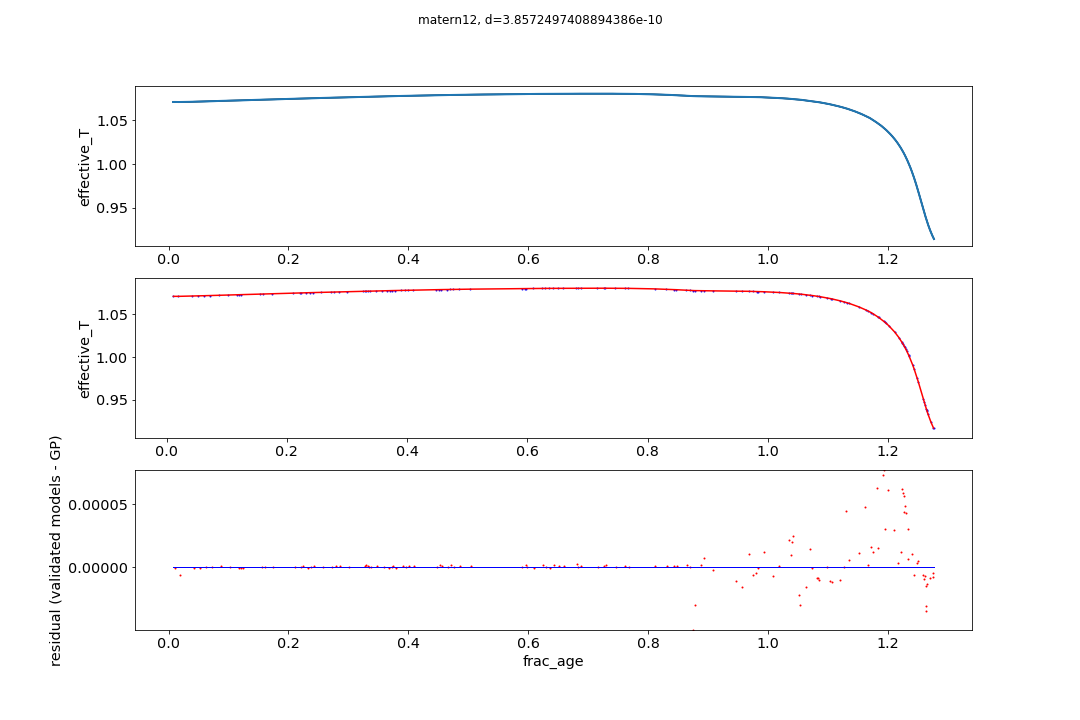 matern12, d=3.8572497408894386e-10
effective_T
1.05
1.00
0.95
0.0 0.2 0.4 0.6 0.8 1.0 1.2
effective_T
1.05
1.00
0.95
0.0 0.2 0.4 0.6 0.8 1.0 1.2
residual (validated models - GP)
0.00005
0.00000
0.0 0.2 0.4 0.6 0.8 1.0 1.2
frac_age